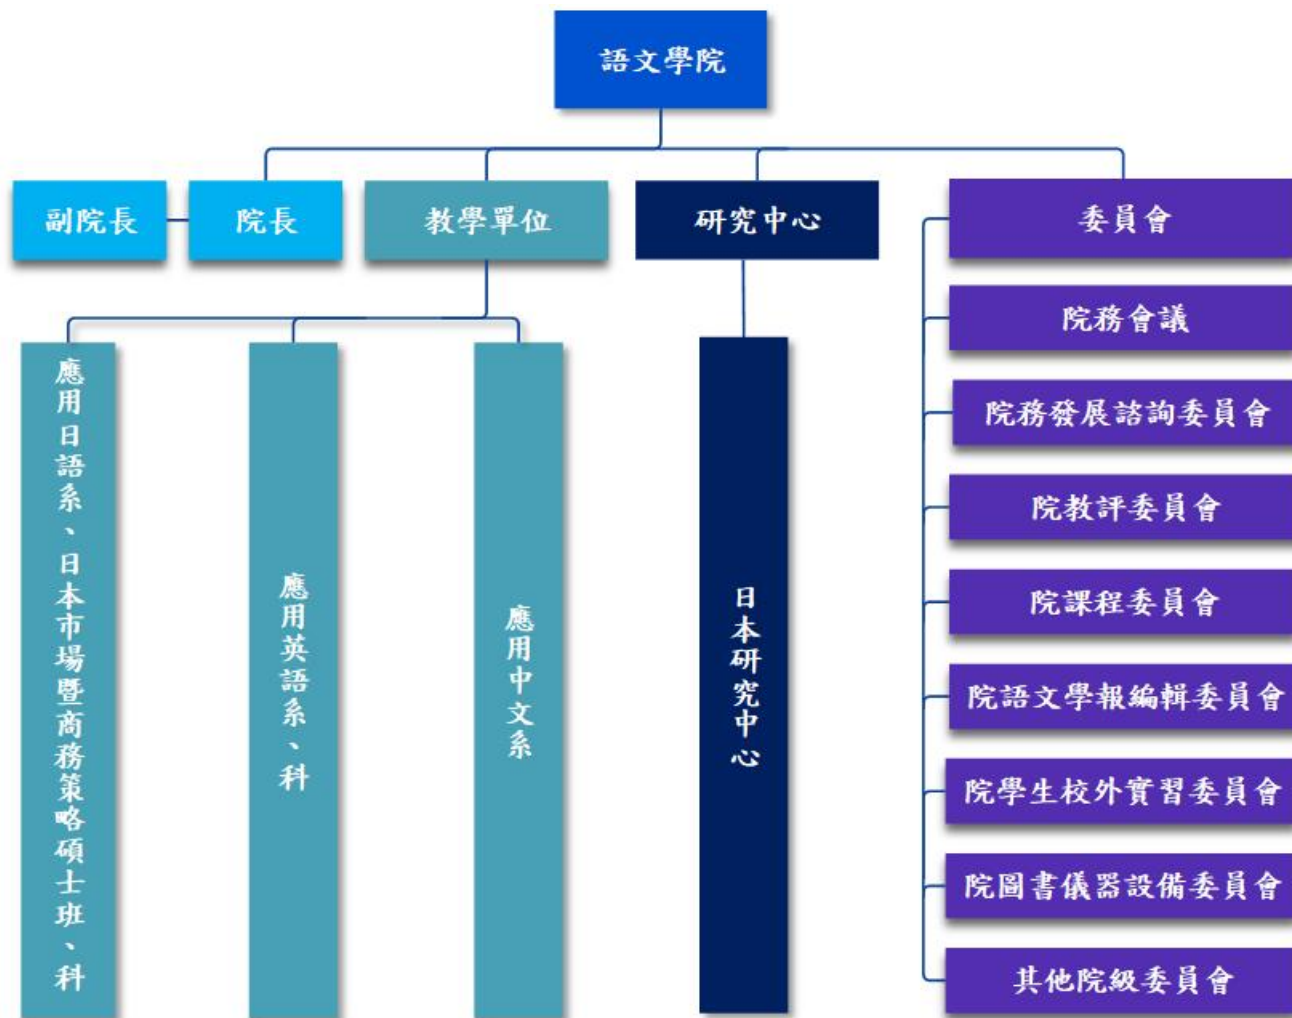 語文學院
副院長
院長
教學單位
研究中心
委員會
應用日語系、日本市場暨商務策略碩士班、科
應用英語系、科
應用中文系
日本研究中心
院務會議
院務發展諮詢委員會
院教評委員會
院課程委員會
院語文學報編輯委員會
院學生校外實習委員會
院圖書儀器設備委員會
其他院級委員會